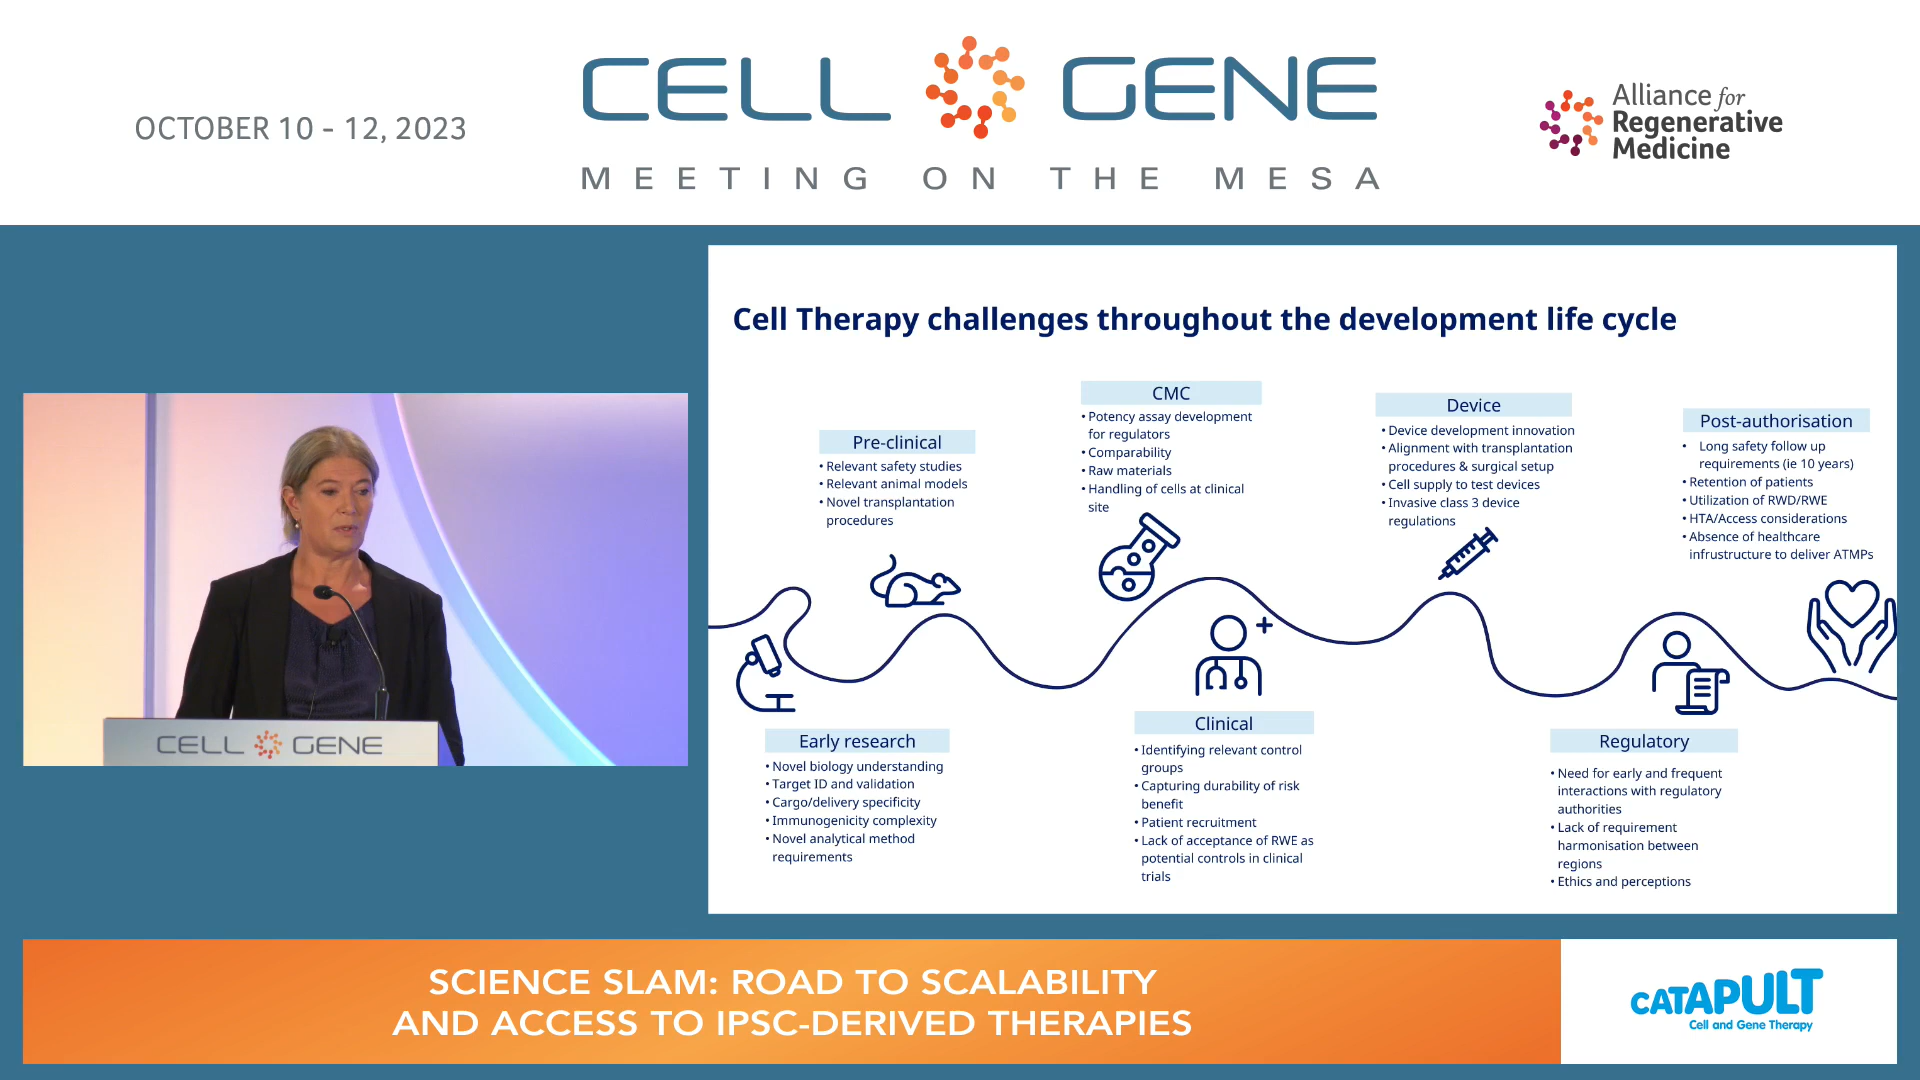 OCTOBER 10 - 12, 2023
CELL GENE
MEETING ON THE MESA
Alliance for
Regenerative
Medicine
CELL GENE
Cell Therapy challenges throughout the development life cycle
Pre-clinical
• Relevant safety studies
• Relevant animal models
• Novel transplantation
procedures
CMC
• Potency assay development
for regulators
• Comparability
• Raw materials
• Handling of cells at clinical
site
Device
• Device development innovation
• Alignment with transplantation
procedures & surgical setup
• Cell supply to test devices
• Invasive class 3 device
regulations
Post-authorisation
• Long safety follow up
requirements (ie 10 years)
• Retention of patients
• Utilization of RWD/RWE
• HTA/Access considerations
• Absence of healthcare
infrustructure to deliver ATMPs
Early research
• Novel biology understanding
• Target ID and validation
• Cargo/delivery specificity
• Immunogenicity complexity
• Novel analytical method
requirements
Clinical
• Identifying relevant control
groups
• Capturing durability of risk
benefit
• Patient recruitment
• Lack of acceptance of RWE as
potential controls in clinical
trials
Regulatory
• Need for early and frequent
interactions with regulatory
authorities
• Lack of requirement
harmonisation between
regions
• Ethics and perceptions
SCIENCE SLAM: ROAD TO SCALABILITY
AND ACCESS TO IPSC-DERIVED THERAPIES
CATAPULT
Cell and Gene Therapy